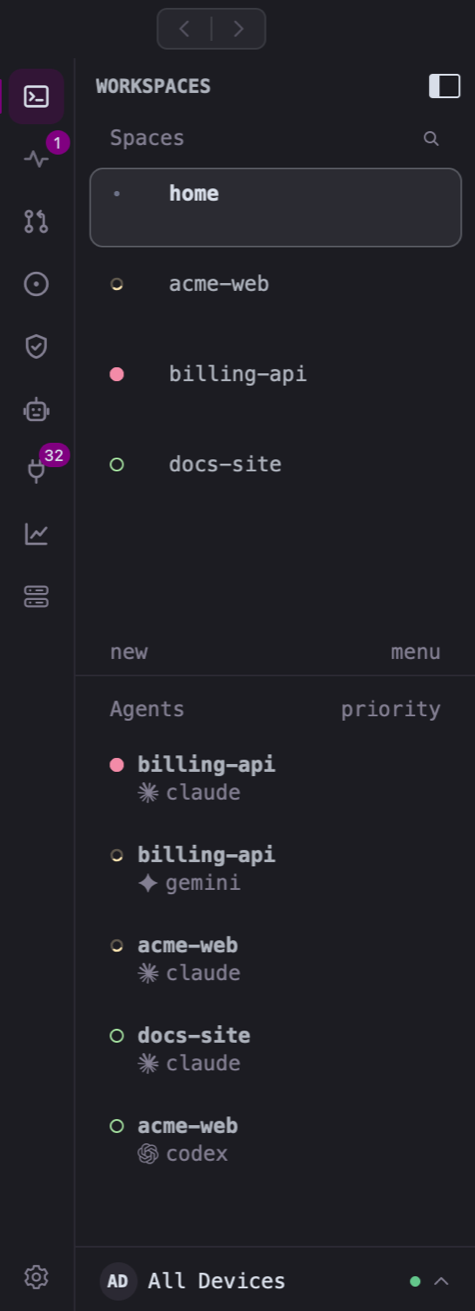 WORKSPACES
1
Spaces
home
acme-web
billing-api
docs-site
32
new menu
Agents priority
billing-api
claude
billing-api
gemini
acme-web
claude
docs-site
claude
acme-web
codex
AD All Devices